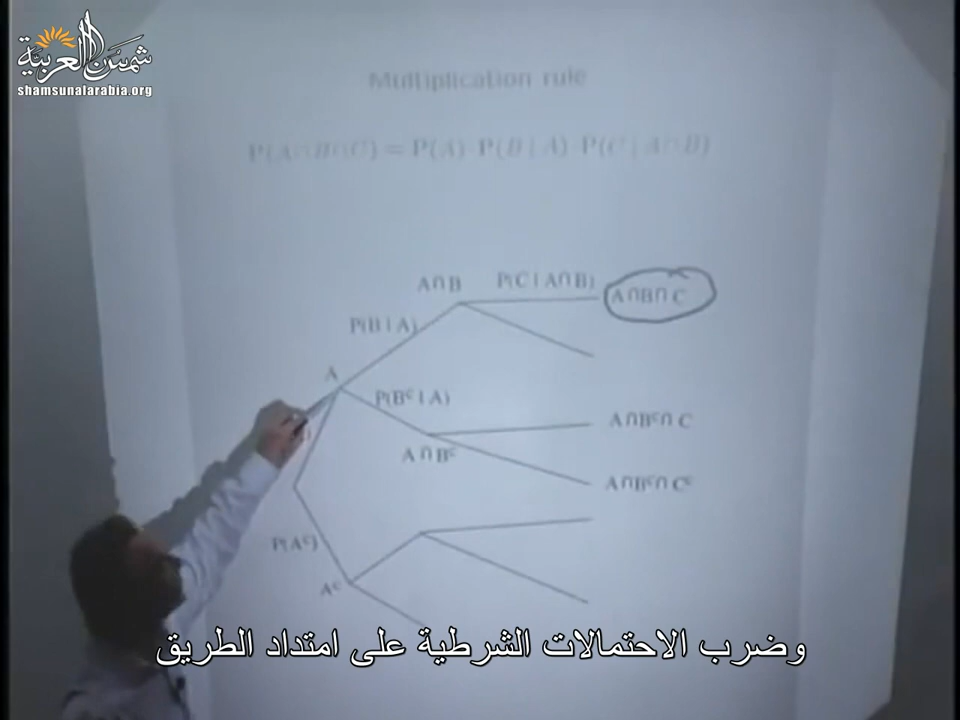 شمس العربية
shamsunalarabia.org
Multiplication rule
P(A∩B∩C) = P(A) P(B | A) P(C | A∩B)
A∩B P(C | A∩B) A∩B∩C
P(B | A)
A
P(Bᶜ | A)
A∩Bᶜ∩C
A∩Bᶜ
A∩Bᶜ∩Cᶜ
P(Aᶜ)
Aᶜ
وضرب الاحتمالات الشرطية على امتداد الطريق